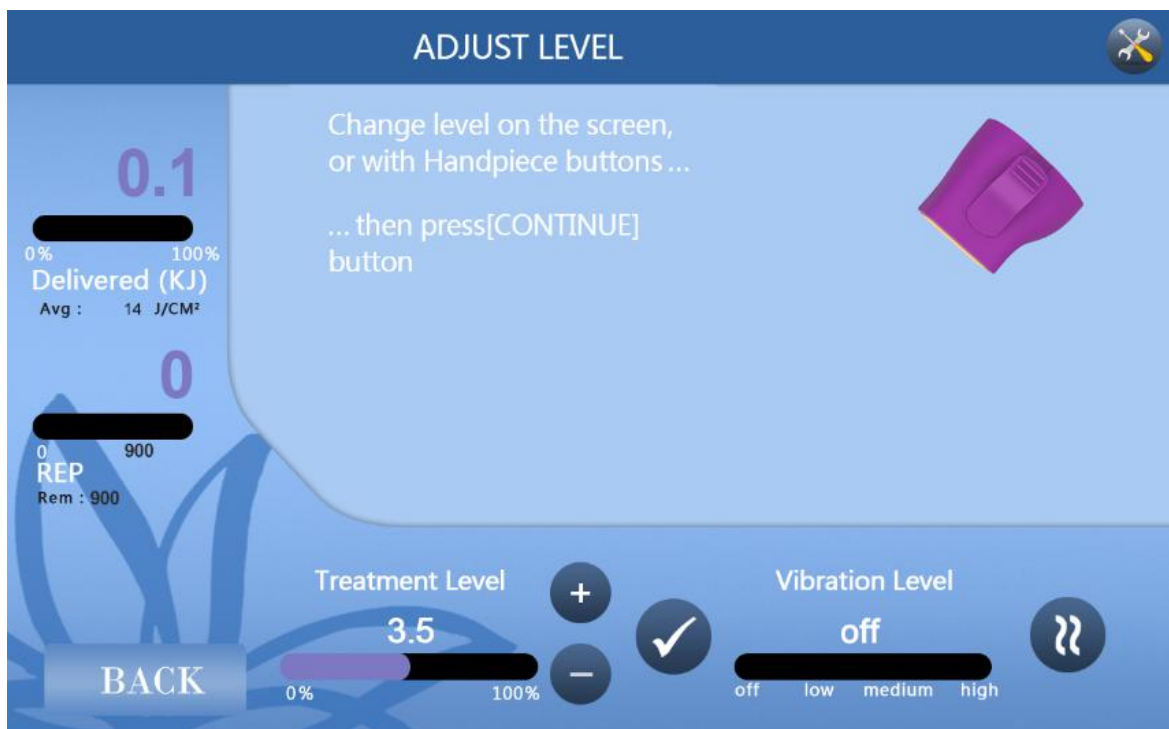 ADJUST LEVEL
Change level on the screen,
or with Handpiece buttons ...
... then press[CONTINUE]
button
0.1
0% 100%
Delivered (KJ)
Avg : 14 J/CM²
0
0 900
REP
Rem : 900
Treatment Level
3.5
0% 100%
+
−
Vibration Level
off
off low medium high
BACK